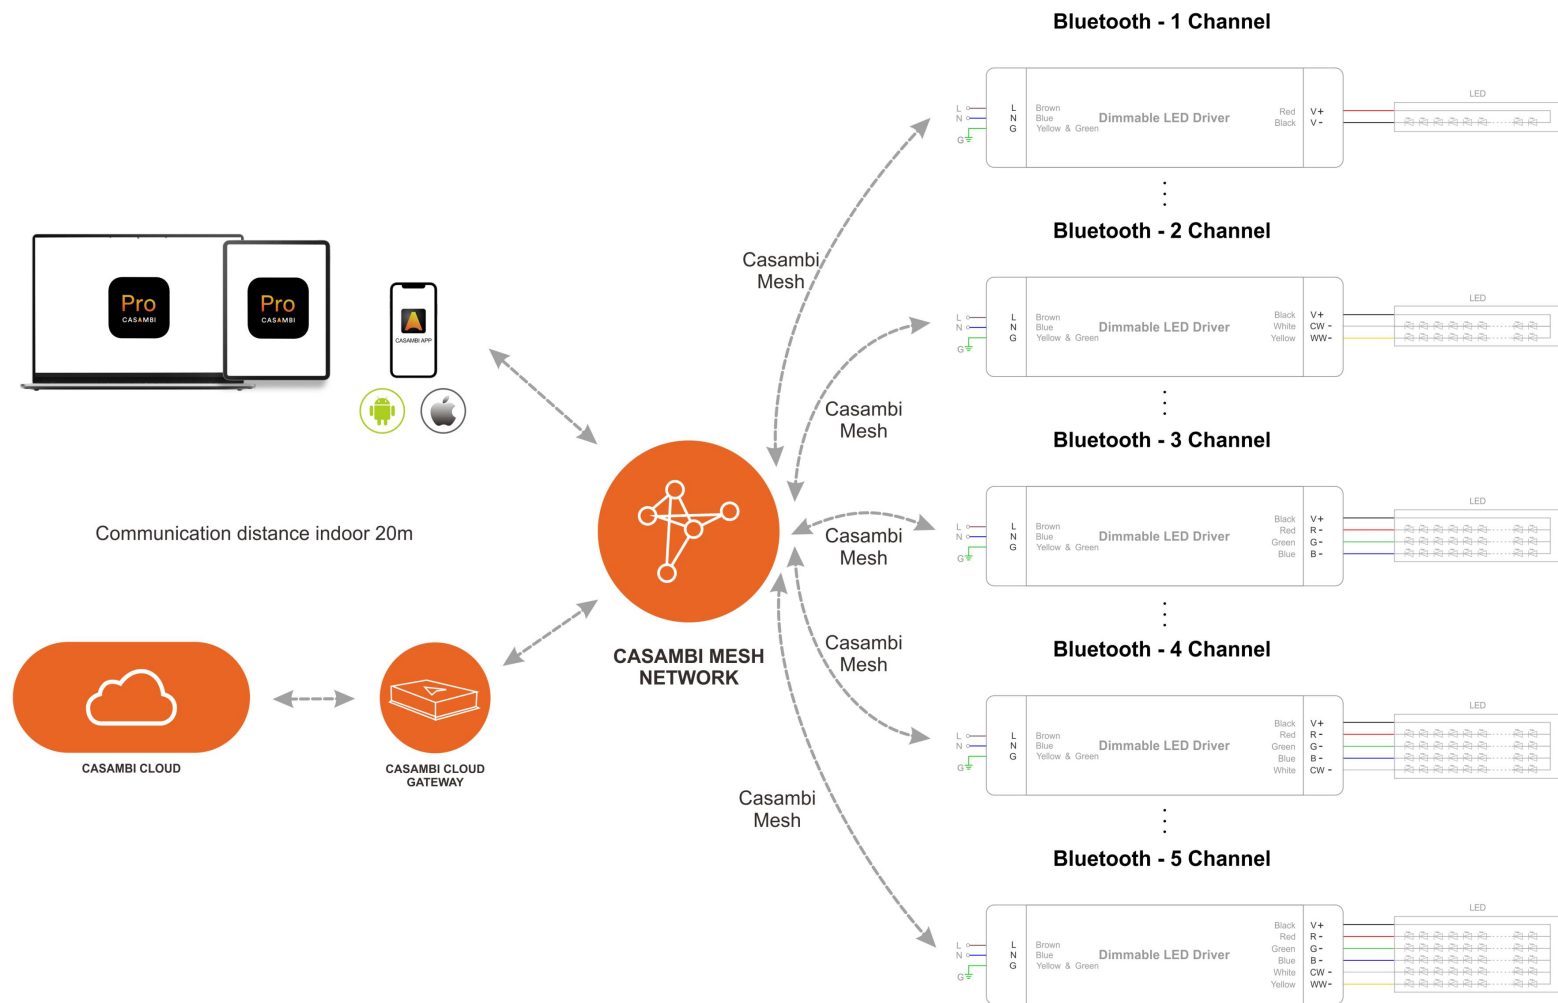 Bluetooth - 1 Channel
LED
L
N
G
L
N
G
Brown
Blue
Yellow & Green
Dimmable LED Driver
Red V+
Black V-
Bluetooth - 2 Channel
LED
L
N
G
L
N
G
Brown
Blue
Yellow & Green
Dimmable LED Driver
Black V+
White CW -
Yellow WW-
Bluetooth - 3 Channel
LED
L
N
G
L
N
G
Brown
Blue
Yellow & Green
Dimmable LED Driver
Black V+
Red R -
Green G -
Blue B -
Bluetooth - 4 Channel
LED
L
N
G
L
N
G
Brown
Blue
Yellow & Green
Dimmable LED Driver
Black V+
Red R -
Green G -
Blue B -
White CW -
Bluetooth - 5 Channel
LED
L
N
G
L
N
G
Brown
Blue
Yellow & Green
Dimmable LED Driver
Black V+
Red R -
Green G -
Blue B -
White CW -
Yellow WW-
Casambi
Mesh
Casambi
Mesh
Casambi
Mesh
Casambi
Mesh
Casambi
Mesh
Pro
CASAMBI
Pro
CASAMBI
CASAMBI APP
Communication distance indoor 20m
CASAMBI MESH
NETWORK
CASAMBI CLOUD
CASAMBI CLOUD
GATEWAY